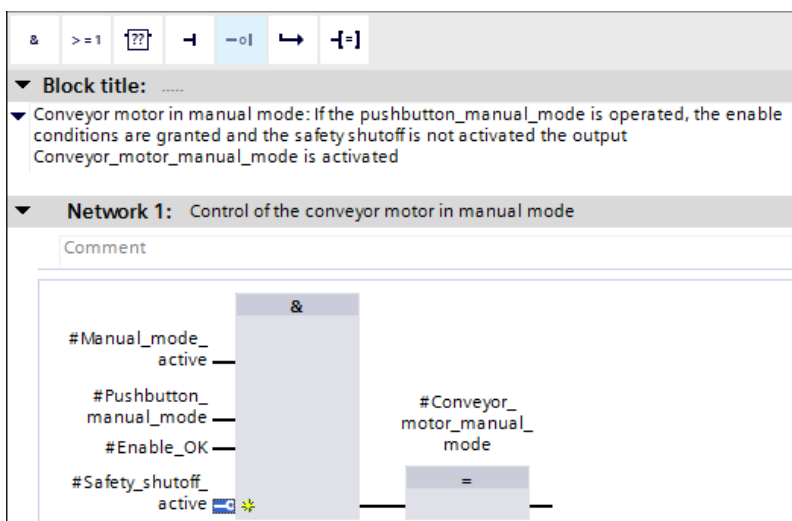 & >=1 ??
Block title: .....
Conveyor motor in manual mode: If the pushbutton_manual_mode is operated, the enable
conditions are granted and the safety shutoff is not activated the output
Conveyor_motor_manual_mode is activated
Network 1: Control of the conveyor motor in manual mode
Comment
&
#Manual_mode_
active
#Pushbutton_
manual_mode
#Enable_OK
#Safety_shutoff_
active
#Conveyor_
motor_manual_
mode
=